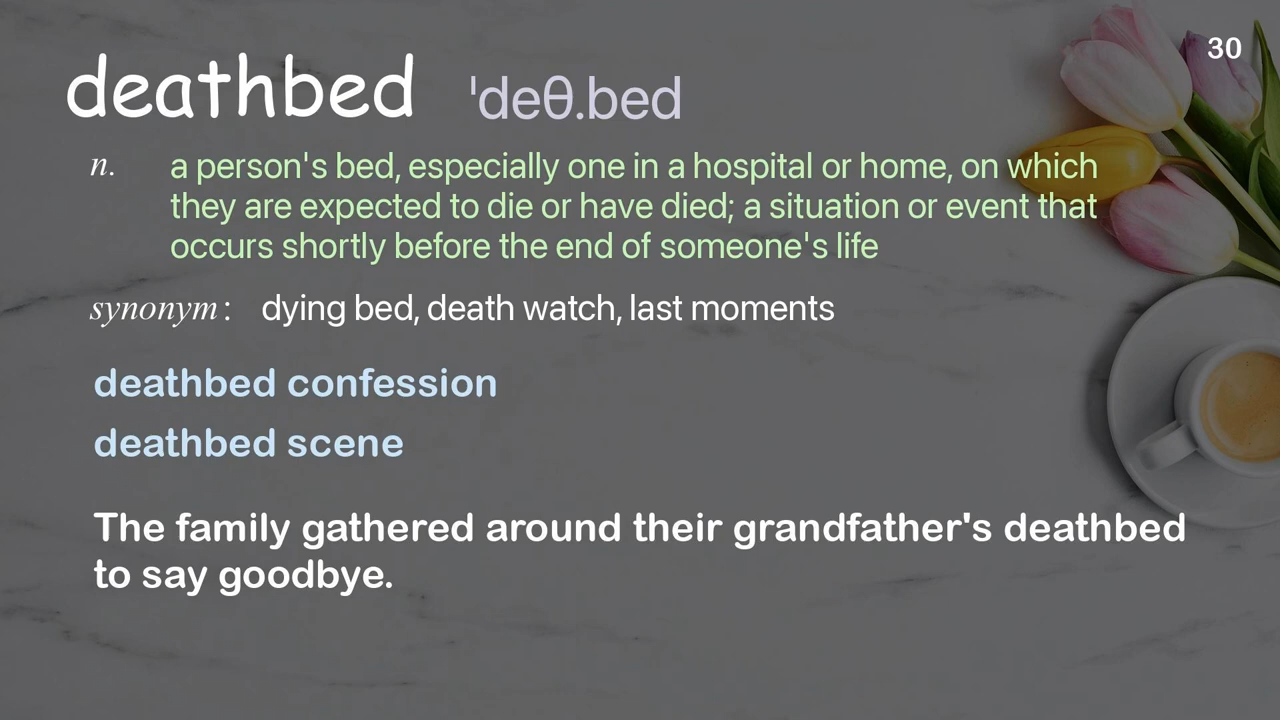 30
deathbed ˈdeθ.bed
n. a person's bed, especially one in a hospital or home, on which
they are expected to die or have died; a situation or event that
occurs shortly before the end of someone's life
synonym: dying bed, death watch, last moments
deathbed confession
deathbed scene
The family gathered around their grandfather's deathbed
to say goodbye.